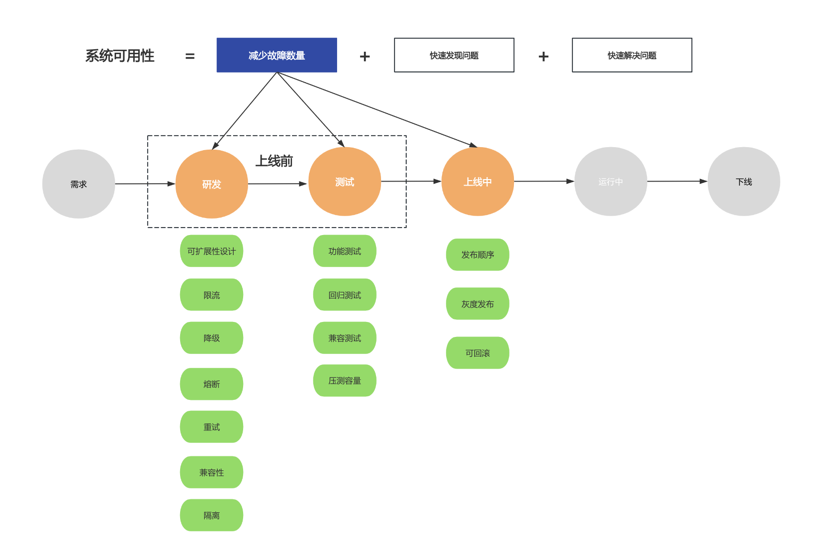 系统可用性 = 减少故障数量 + 快速发现问题 + 快速解决问题
上线前
需求 研发 测试 上线中 运行中 下线
可扩展性设计
限流
降级
熔断
重试
兼容性
隔离
功能测试
回归测试
兼容测试
压测容量
发布顺序
灰度发布
可回滚